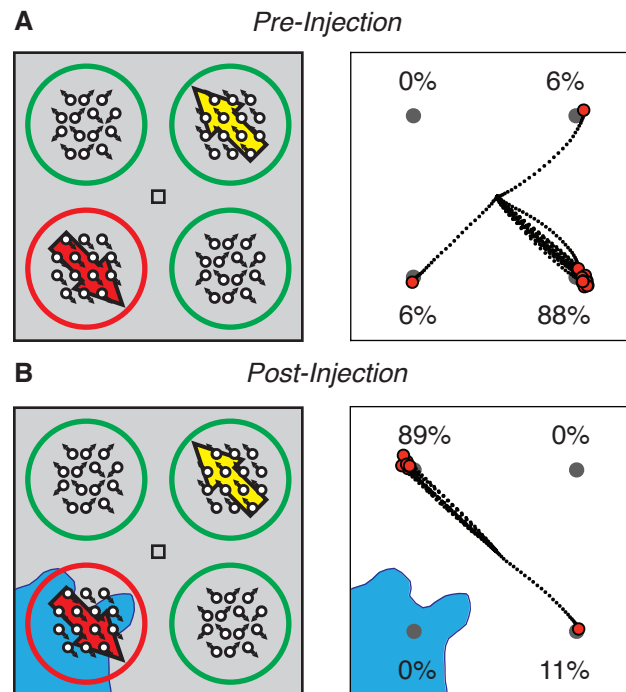 A Pre-Injection
0% 6%
6% 88%
B Post-Injection
89% 0%
0% 11%